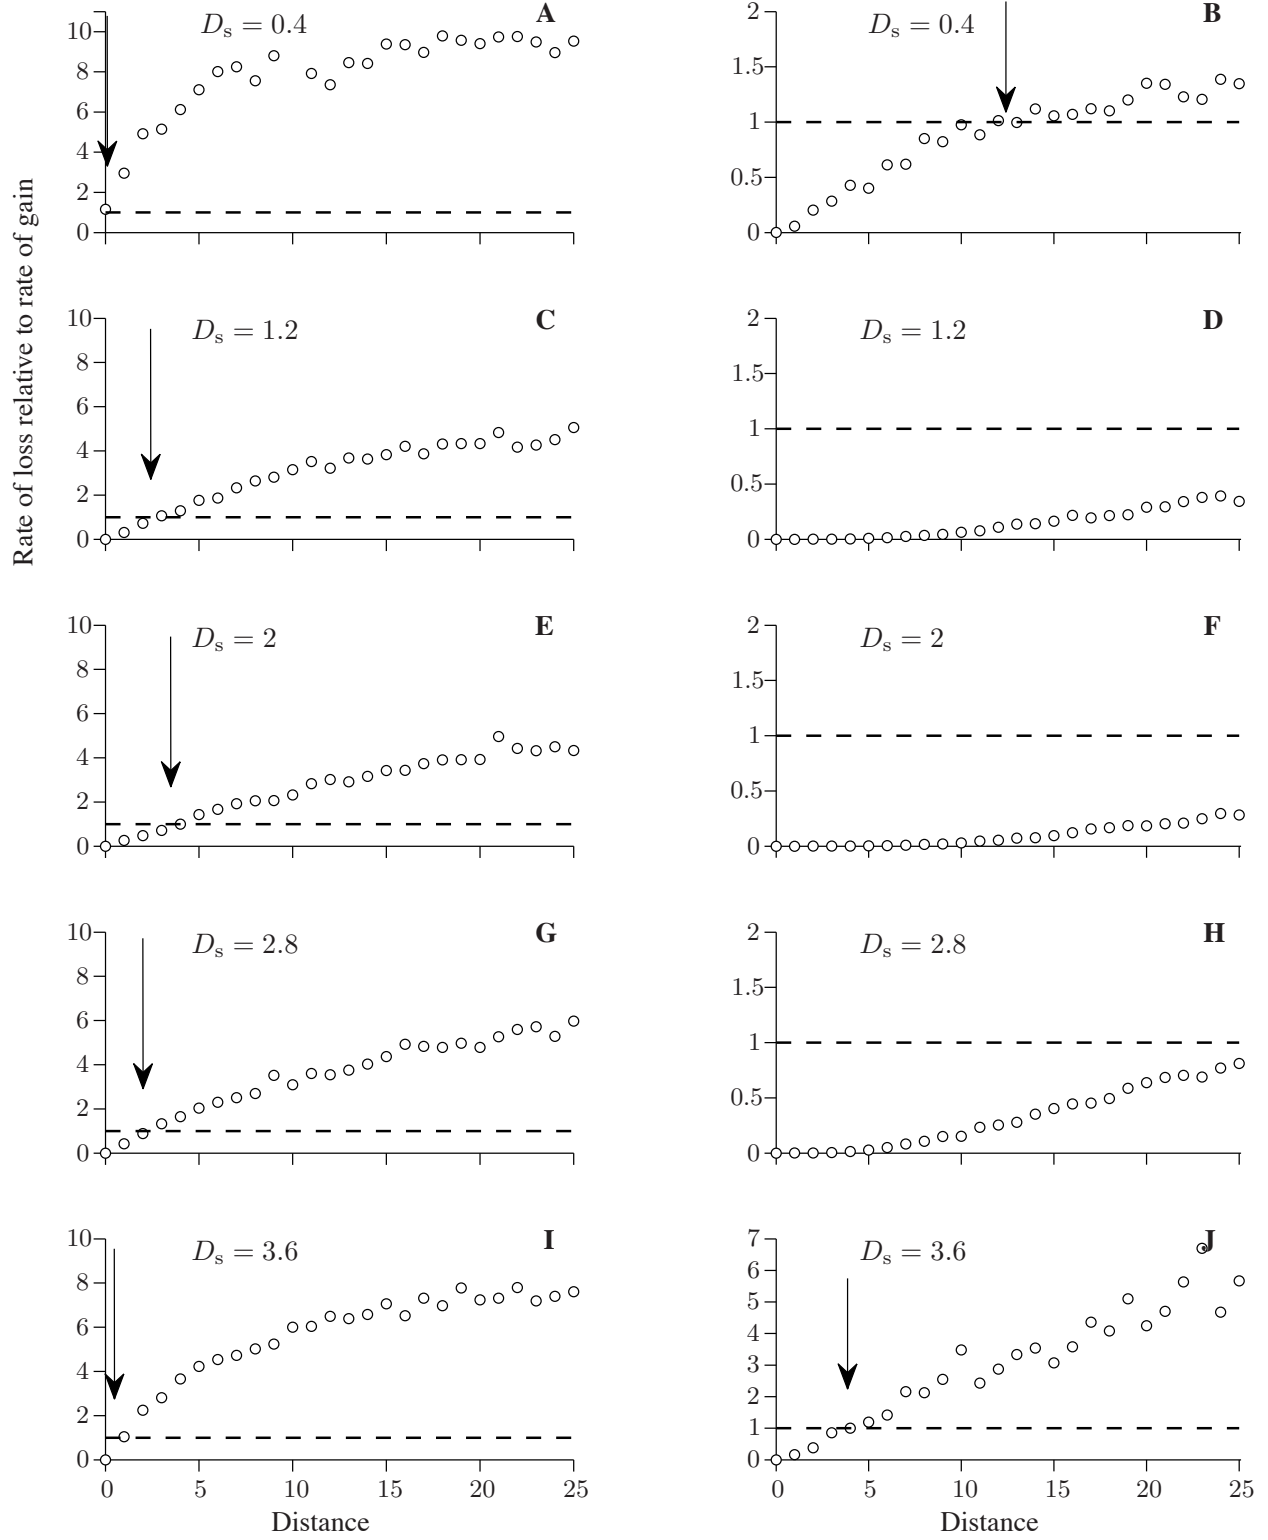 Rate of loss relative to rate of gain
A
D_s = 0.4
10
8
6
4
2
0
B
D_s = 0.4
2
1.5
1
0.5
0
C
D_s = 1.2
10
8
6
4
2
0
D
D_s = 1.2
2
1.5
1
0.5
0
E
D_s = 2
10
8
6
4
2
0
F
D_s = 2
2
1.5
1
0.5
0
G
D_s = 2.8
10
8
6
4
2
0
H
D_s = 2.8
2
1.5
1
0.5
0
I
D_s = 3.6
10
8
6
4
2
0
0 5 10 15 20 25
Distance
J
D_s = 3.6
7
6
5
4
3
2
1
0
0 5 10 15 20 25
Distance